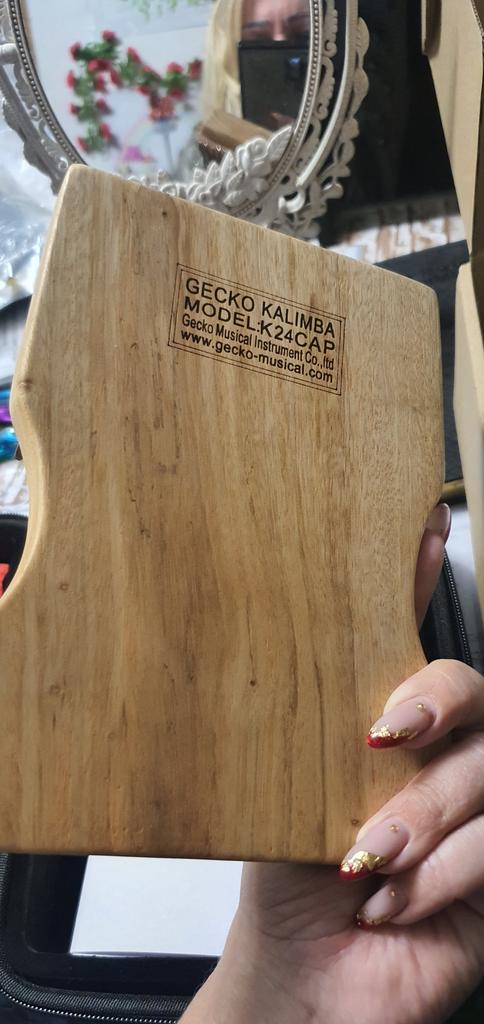 GECKO KALIMBA
MODEL:K24CAP
Gecko Musical Instrument Co.,ltd
www.gecko-musical.com